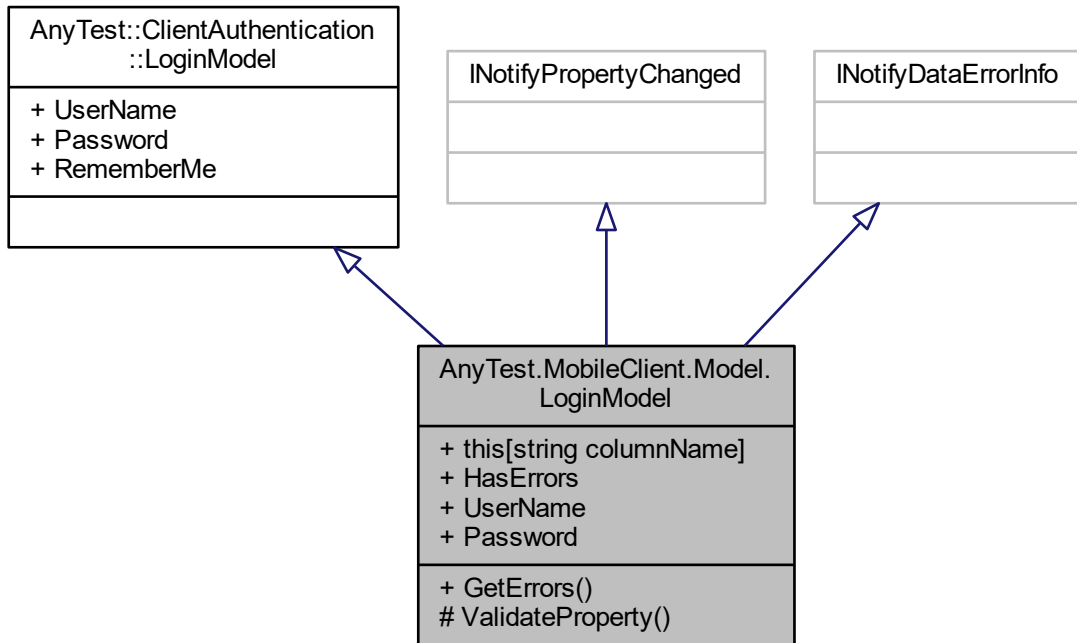 AnyTest::ClientAuthentication
::LoginModel
+ UserName
+ Password
+ RememberMe
INotifyPropertyChanged
INotifyDataErrorInfo
AnyTest.MobileClient.Model.
LoginModel
+ this[string columnName]
+ HasErrors
+ UserName
+ Password
+ GetErrors()
# ValidateProperty()